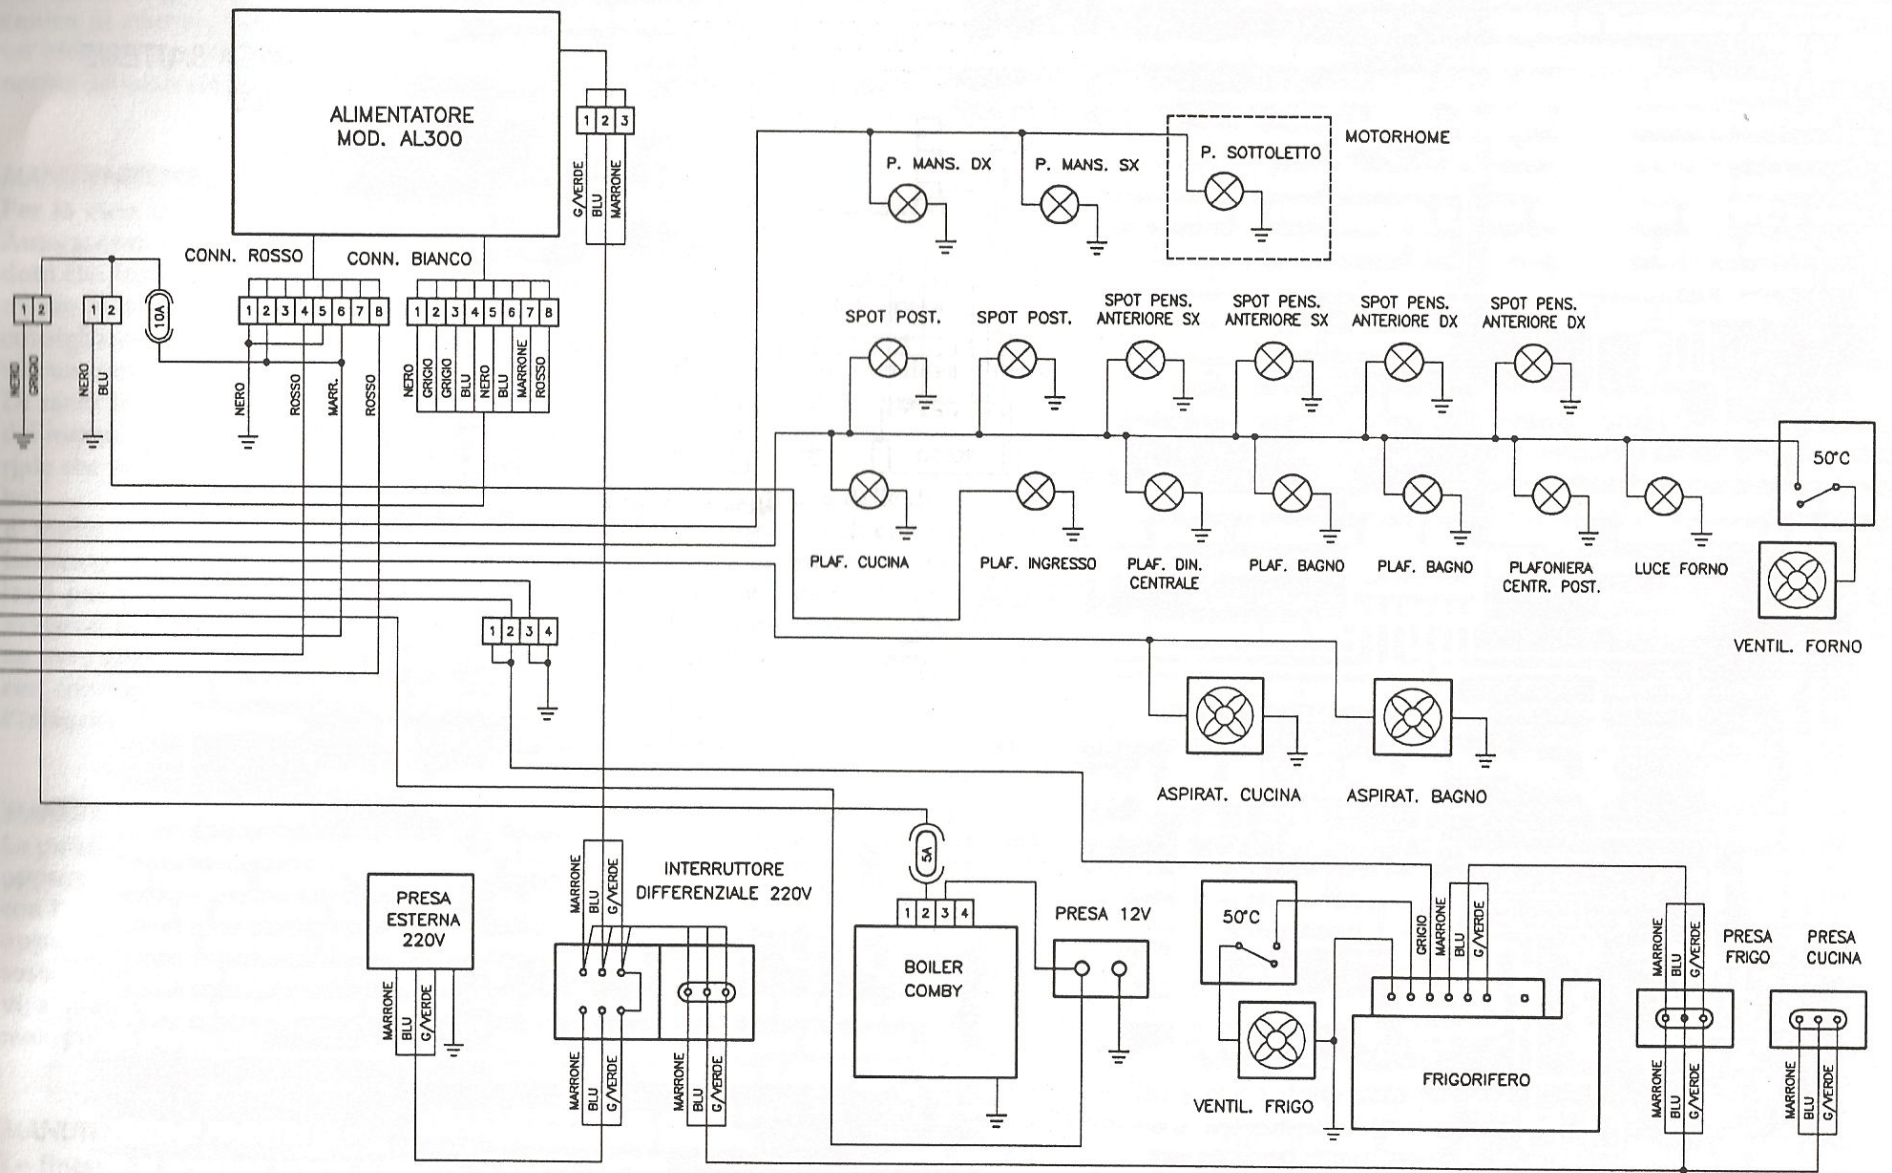 ALIMENTATORE
MOD. AL300
1 2 3
G/VERDE
BLU
MARRONE
CONN. ROSSO
CONN. BIANCO
1 2
1 2
10A
1 2 3 4 5 6 7 8
1 2 3 4 5 6 7 8
NERO
GRIGIO
NERO
BLU
NERO
ROSSO
MARR.
ROSSO
NERO
GRIGIO
GRIGIO
BLU
NERO
BLU
MARRONE
ROSSO
P. MANS. DX
P. MANS. SX
P. SOTTOLETTO
MOTORHOME
SPOT POST.
SPOT POST.
SPOT PENS.
ANTERIORE SX
SPOT PENS.
ANTERIORE SX
SPOT PENS.
ANTERIORE DX
SPOT PENS.
ANTERIORE DX
50°C
PLAF. CUCINA
PLAF. INGRESSO
PLAF. DIN.
CENTRALE
PLAF. BAGNO
PLAF. BAGNO
PLAFONIERA
CENTR. POST.
LUCE FORNO
VENTIL. FORNO
1 2 3 4
ASPIRAT. CUCINA
ASPIRAT. BAGNO
PRESA
ESTERNA
220V
MARRONE
BLU
G/VERDE
MARRONE
BLU
G/VERDE
INTERRUTTORE
DIFFERENZIALE 220V
MARRONE
BLU
G/VERDE
MARRONE
BLU
G/VERDE
5A
1 2 3 4
BOILER
COMBY
PRESA 12V
50°C
VENTIL. FRIGO
GRIGIO
MARRONE
BLU
G/VERDE
FRIGORIFERO
MARRONE
BLU
G/VERDE
PRESA
FRIGO
MARRONE
BLU
G/VERDE
PRESA
CUCINA
MARRONE
BLU
G/VERDE